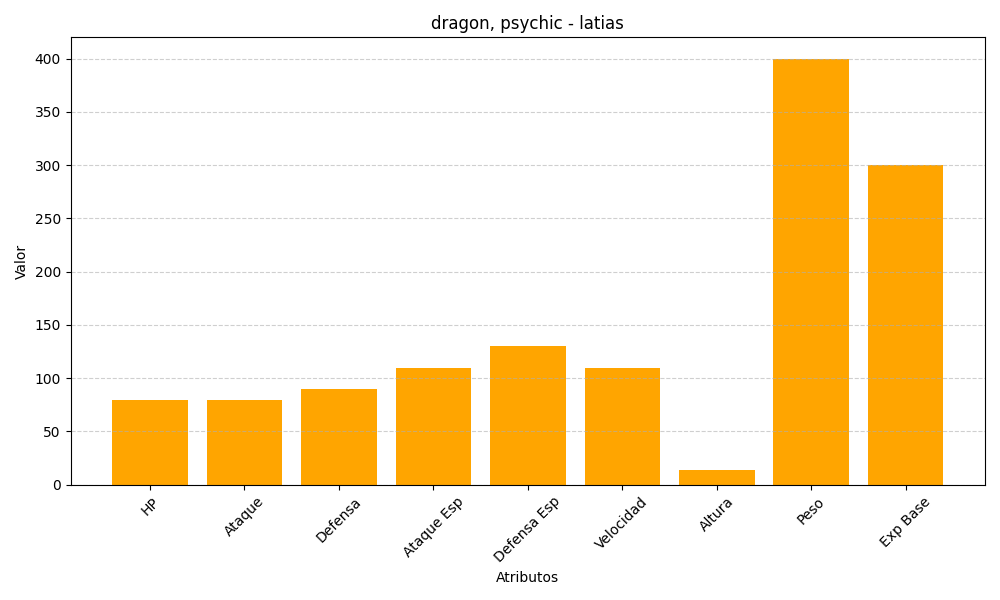 dragon, psychic - latias
Valor
400
350
300
250
200
150
100
50
0
HP
Ataque
Defensa
Ataque Esp
Defensa Esp
Velocidad
Altura
Peso
Exp Base
Atributos